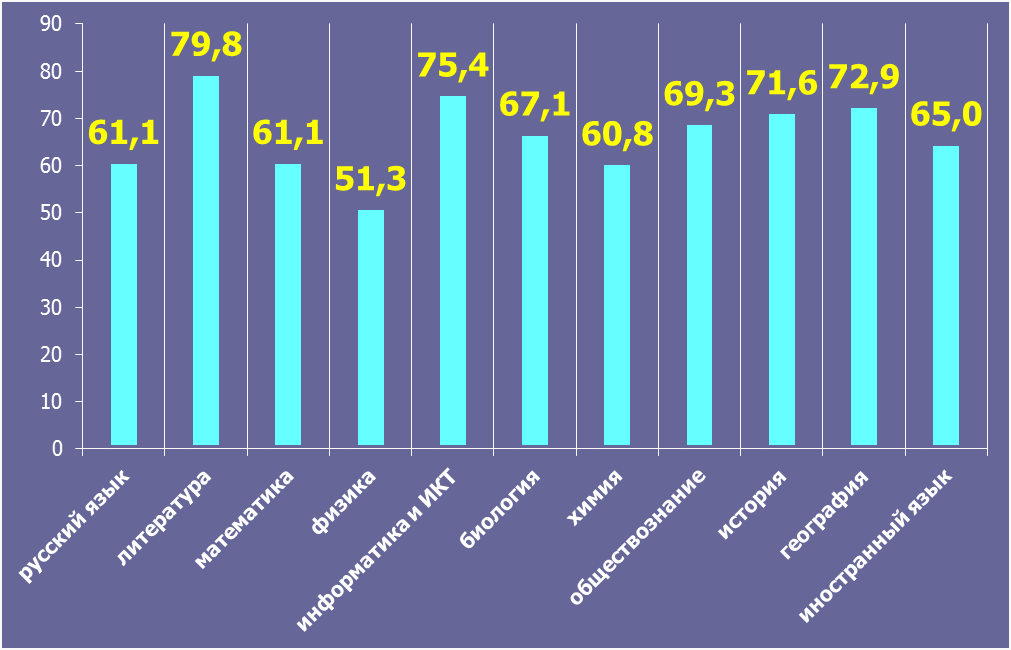 90
80
70
60
50
40
30
20
10
0
61,1
79,8
61,1
51,3
75,4
67,1
60,8
69,3
71,6
72,9
65,0
русский язык
литература
математика
физика
информатика и ИКТ
биология
химия
обществознание
история
география
иностранный язык